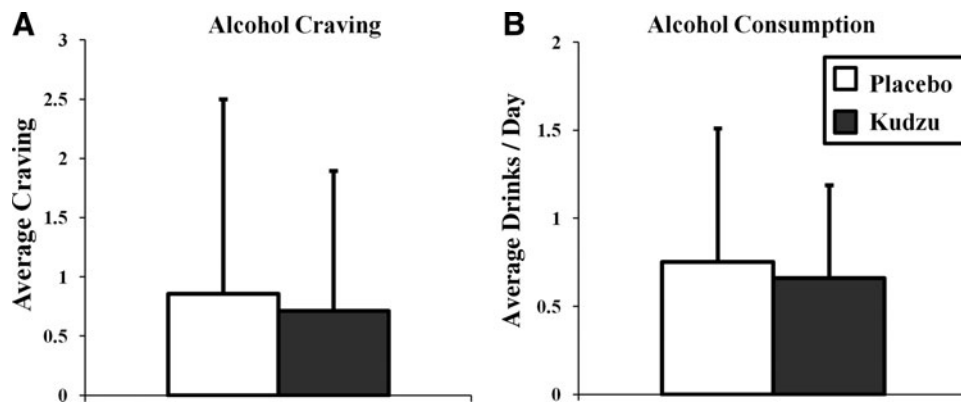 A
Alcohol Craving
Average Craving
3
2.5
2
1.5
1
0.5
0
B
Alcohol Consumption
Average Drinks / Day
2
1.5
1
0.5
0
Placebo
Kudzu